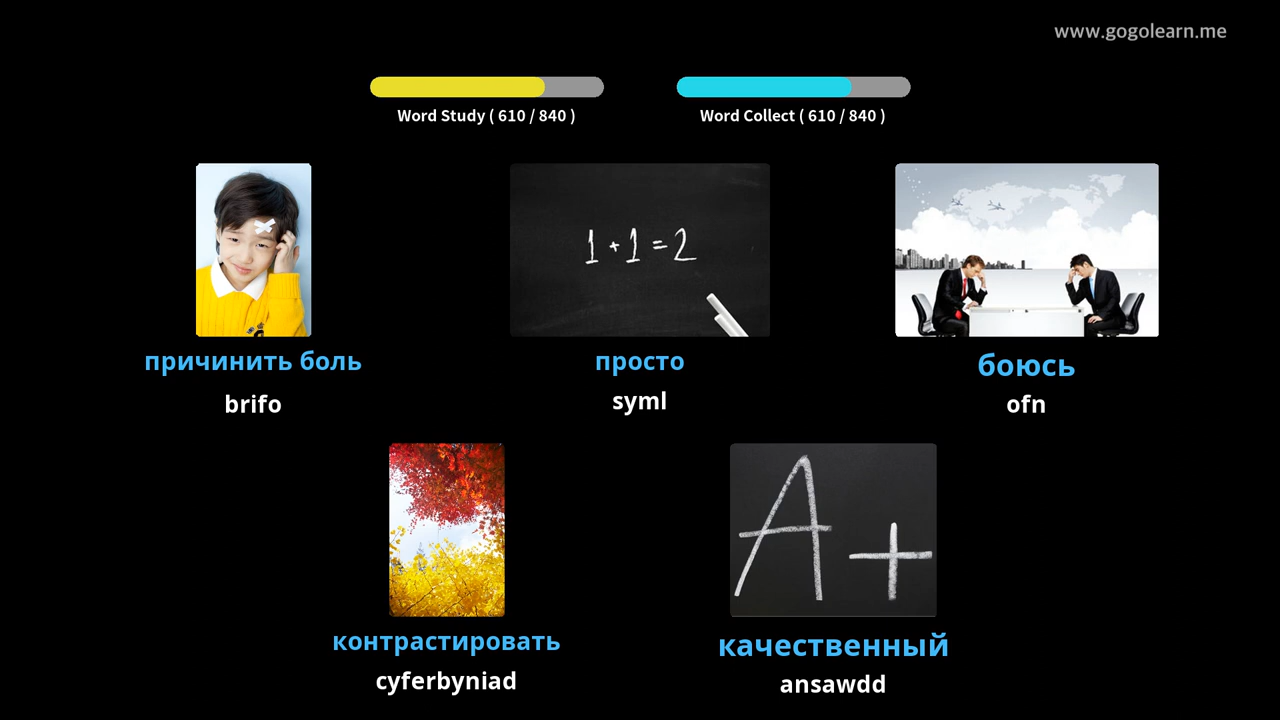 www.gogolearn.me
Word Study ( 610 / 840 )
Word Collect ( 610 / 840 )
1+1=2
причинить боль
просто
боюсь
brifo
syml
ofn
A+
контрастировать
качественный
cyferbyniad
ansawdd